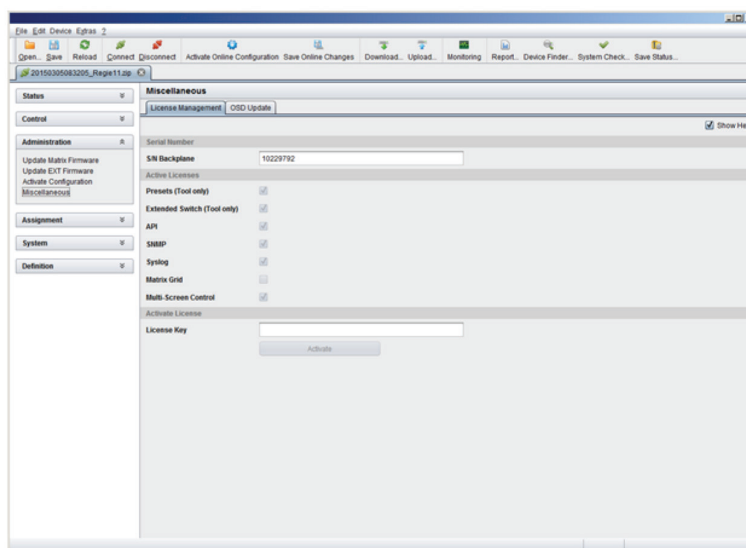 File Edit Device Extras ?
Open... Save Reload Connect Disconnect Activate Online Configuration Save Online Changes Download... Upload... Monitoring Report... Device Finder... System Check... Save Status...
20150305083205_Regie11.zip
Status
Control
Administration
Update Matrix Firmware
Update EXT Firmware
Activate Configuration
Miscellaneous
Assignment
System
Definition
Miscellaneous
License Management OSD Update
Show He
Serial Number
S/N Backplane 10229792
Active Licenses
Presets (Tool only)
Extended Switch (Tool only)
API
SNMP
Syslog
Matrix Grid
Multi-Screen Control
Activate License
License Key
Activate